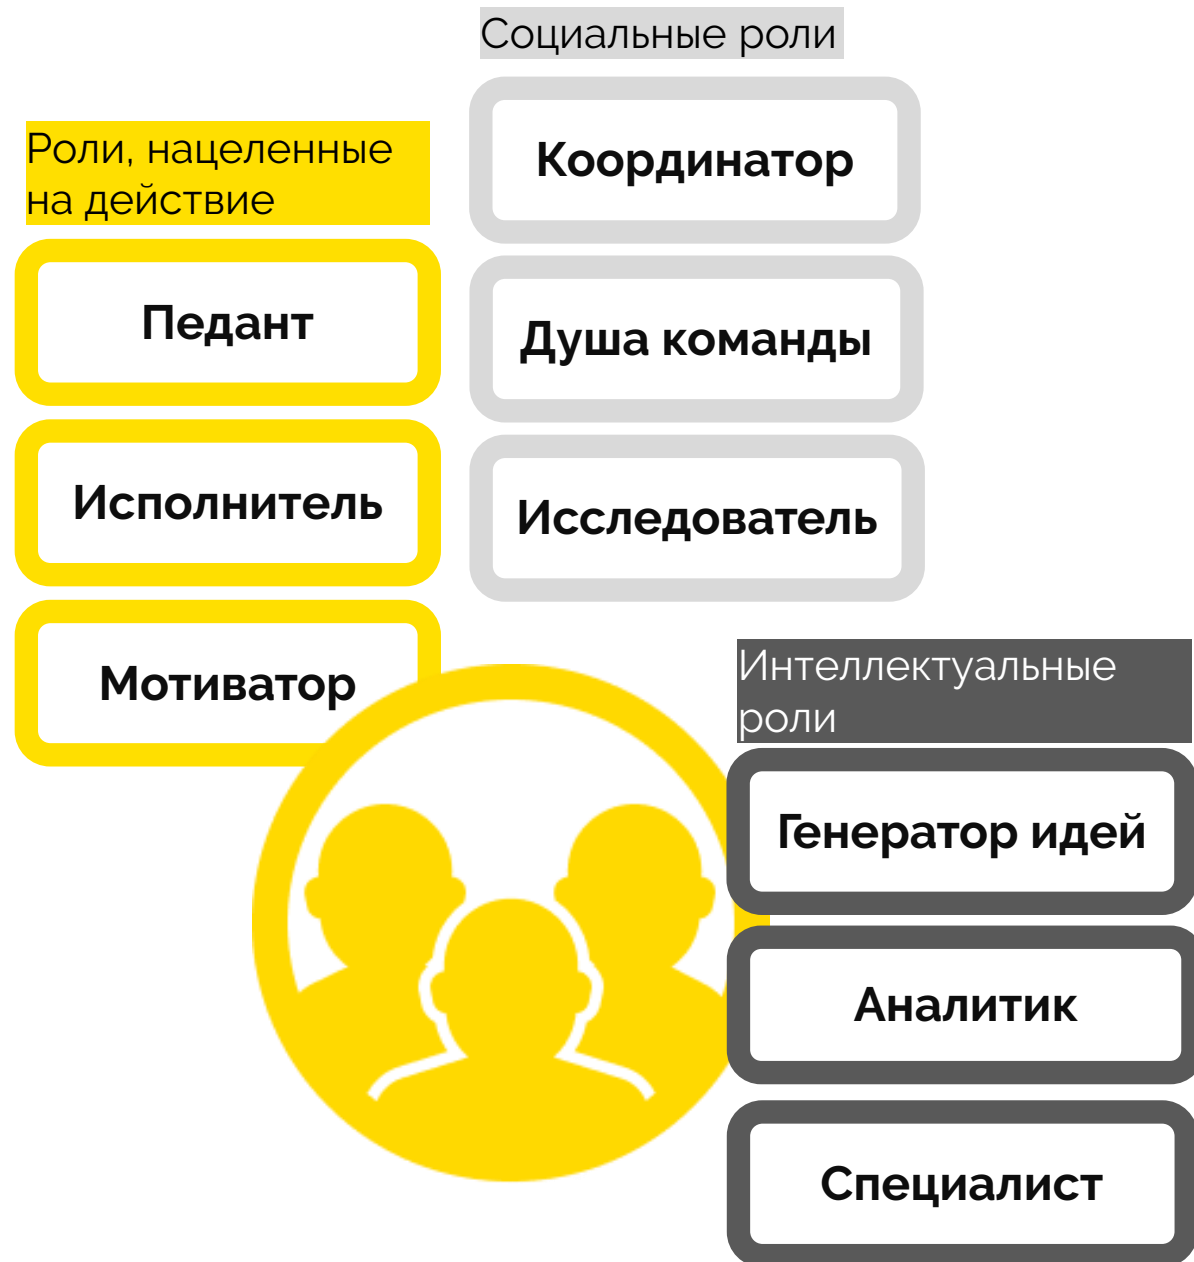 Социальные роли
Координатор
Душа команды
Исследователь
Роли, нацеленные
на действие
Педант
Исполнитель
Мотиватор
Интеллектуальные
роли
Генератор идей
Аналитик
Специалист